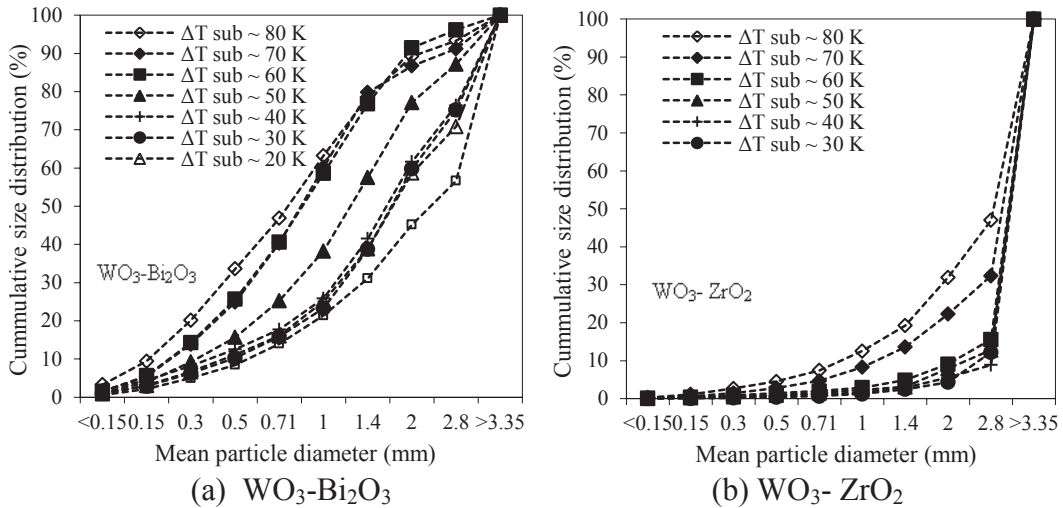 Cummulative size distribution (%)
100
90
80
70
60
50
40
30
20
10
0
ΔT sub ~ 80 K
ΔT sub ~ 70 K
ΔT sub ~ 60 K
ΔT sub ~ 50 K
ΔT sub ~ 40 K
ΔT sub ~ 30 K
ΔT sub ~ 20 K
WO₃-Bi₂O₃
<0.15 0.15 0.3 0.5 0.71 1 1.4 2 2.8 >3.35
Mean particle diameter (mm)
(a) WO₃-Bi₂O₃
Cummulative size distribution (%)
100
90
80
70
60
50
40
30
20
10
0
ΔT sub ~ 80 K
ΔT sub ~ 70 K
ΔT sub ~ 60 K
ΔT sub ~ 50 K
ΔT sub ~ 40 K
ΔT sub ~ 30 K
WO₃- ZrO₂
<0.15 0.15 0.3 0.5 0.71 1 1.4 2 2.8 >3.35
Mean particle diameter (mm)
(b) WO₃- ZrO₂